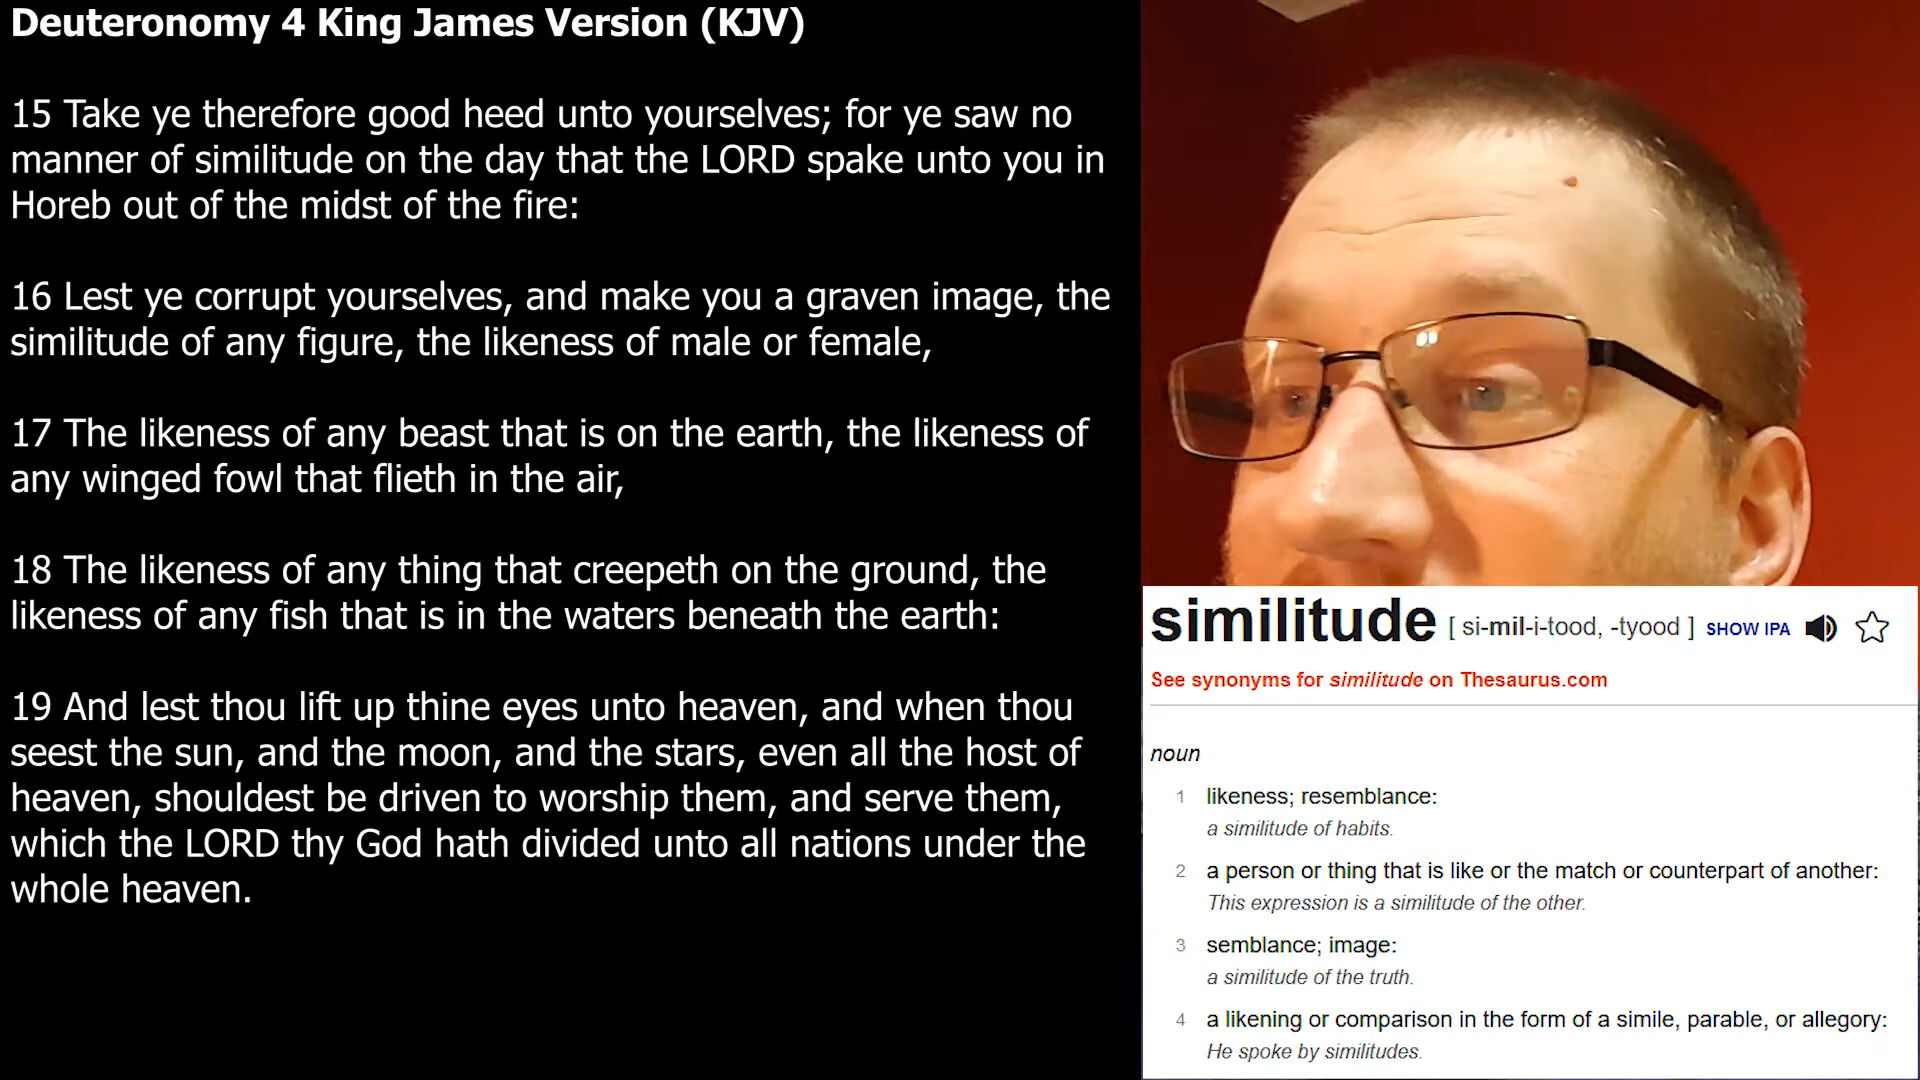 Deuteronomy 4 King James Version (KJV)
15 Take ye therefore good heed unto yourselves; for ye saw no
manner of similitude on the day that the LORD spake unto you in
Horeb out of the midst of the fire:
16 Lest ye corrupt yourselves, and make you a graven image, the
similitude of any figure, the likeness of male or female,
17 The likeness of any beast that is on the earth, the likeness of
any winged fowl that flieth in the air,
18 The likeness of any thing that creepeth on the ground, the
likeness of any fish that is in the waters beneath the earth:
19 And lest thou lift up thine eyes unto heaven, and when thou
seest the sun, and the moon, and the stars, even all the host of
heaven, shouldest be driven to worship them, and serve them,
which the LORD thy God hath divided unto all nations under the
whole heaven.
similitude [ si-mil-i-tood, -tyood ] SHOW IPA
See synonyms for similitude on Thesaurus.com
noun
1 likeness; resemblance:
a similitude of habits.
2 a person or thing that is like or the match or counterpart of another:
This expression is a similitude of the other.
3 semblance; image:
a similitude of the truth.
4 a likening or comparison in the form of a simile, parable, or allegory:
He spoke by similitudes.